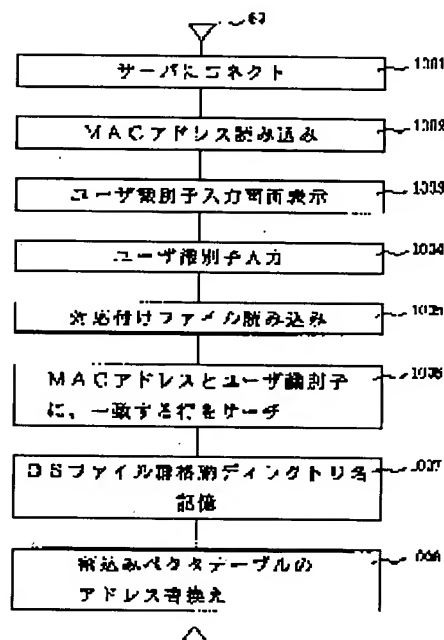 サーバにコネクト
1001
MACアドレス読み込み
1002
ユーザ識別子入力画面表示
1003
ユーザ識別子入力
1004
対応付けファイル読み込み
MACアドレスとユーザ識別子
に、一致する行をサーチ
OSファイル群格納ディレクトリ名
記憶
007
割込みベクタテーブルの
アドレス書換え
008